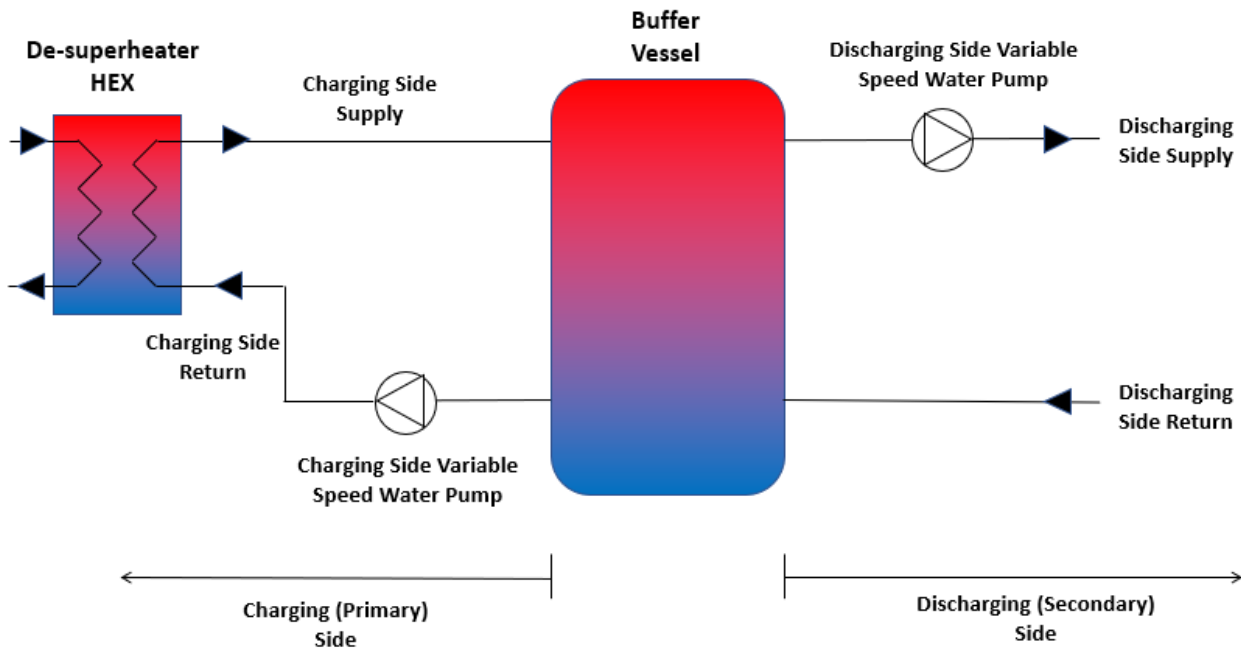 De-superheater
HEX
Charging Side
Supply
Buffer
Vessel
Discharging Side Variable
Speed Water Pump
Discharging
Side Supply
Charging Side
Return
Charging Side Variable
Speed Water Pump
Discharging
Side Return
Charging (Primary)
Side
Discharging (Secondary)
Side